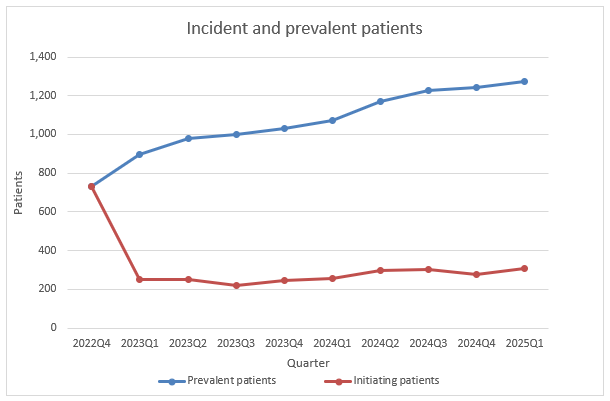 Incident and prevalent patients
1,400
1,200
1,000
800
600
400
200
0
Patients
2022Q4 2023Q1 2023Q2 2023Q3 2023Q4 2024Q1 2024Q2 2024Q3 2024Q4 2025Q1
Quarter
Prevalent patients Initiating patients